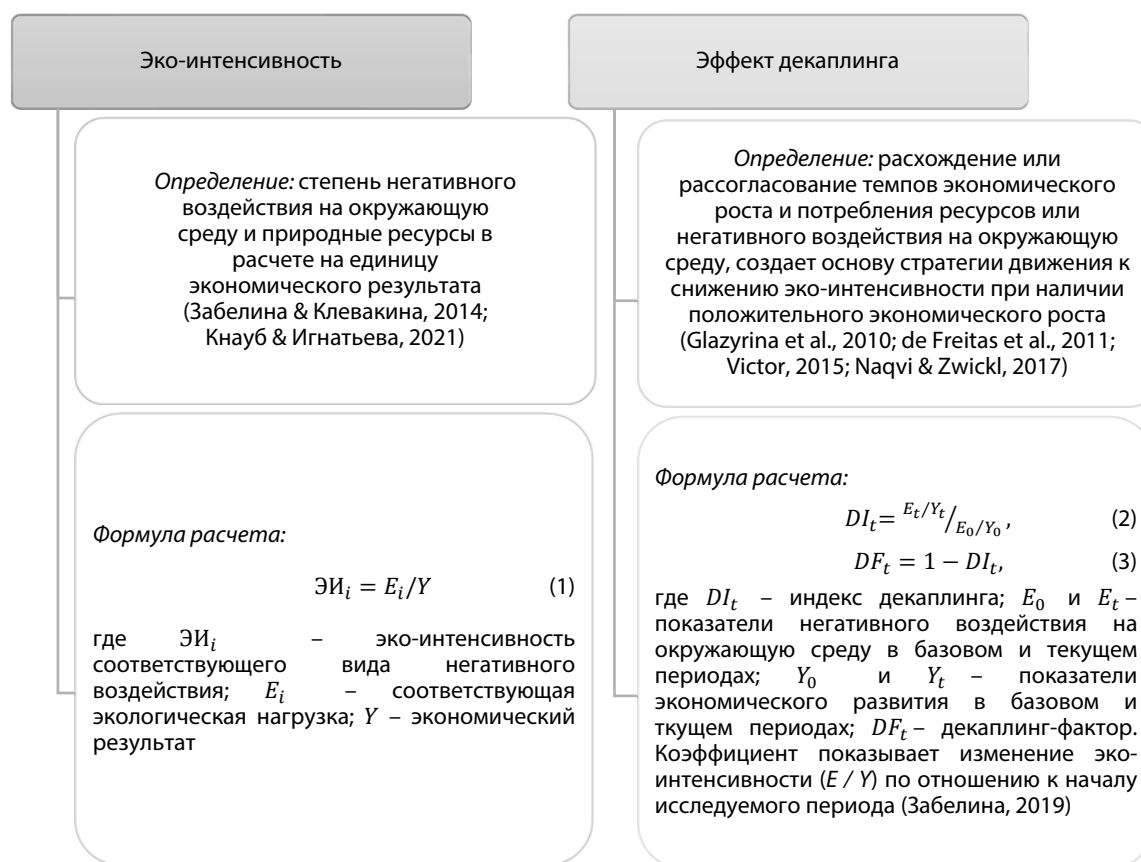 Эко-интенсивность
Определение: степень негативного
воздействия на окружающую
среду и природные ресурсы в
расчете на единицу
экономического результата
(Забелина & Клевакина, 2014;
Кнауб & Игнатьева, 2021)
Формула расчета:
ЭИ_i = E_i/Y (1)
где ЭИ_i – эко-интенсивность
соответствующего вида негативного
воздействия; E_i – соответствующая
экологическая нагрузка; Y – экономический
результат
Эффект декаплинга
Определение: расхождение или
рассогласование темпов экономического
роста и потребления ресурсов или
негативного воздействия на окружающую
среду, создает основу стратегии движения к
снижению эко-интенсивности при наличии
положительного экономического роста
(Glazyrina et al., 2010; de Freitas et al., 2011;
Victor, 2015; Naqvi & Zwickl, 2017)
Формула расчета:
DI_t= E_t/Y_t/E_0/Y_0, (2)
DF_t = 1 − DI_t, (3)
где DI_t – индекс декаплинга; E_0 и E_t –
показатели негативного воздействия на
окружающую среду в базовом и текущем
периодах; Y_0 и Y_t – показатели
экономического развития в базовом и
ткущем периодах; DF_t – декаплинг-фактор.
Коэффициент показывает изменение эко-
интенсивности (E / Y) по отношению к началу
исследуемого периода (Забелина, 2019)